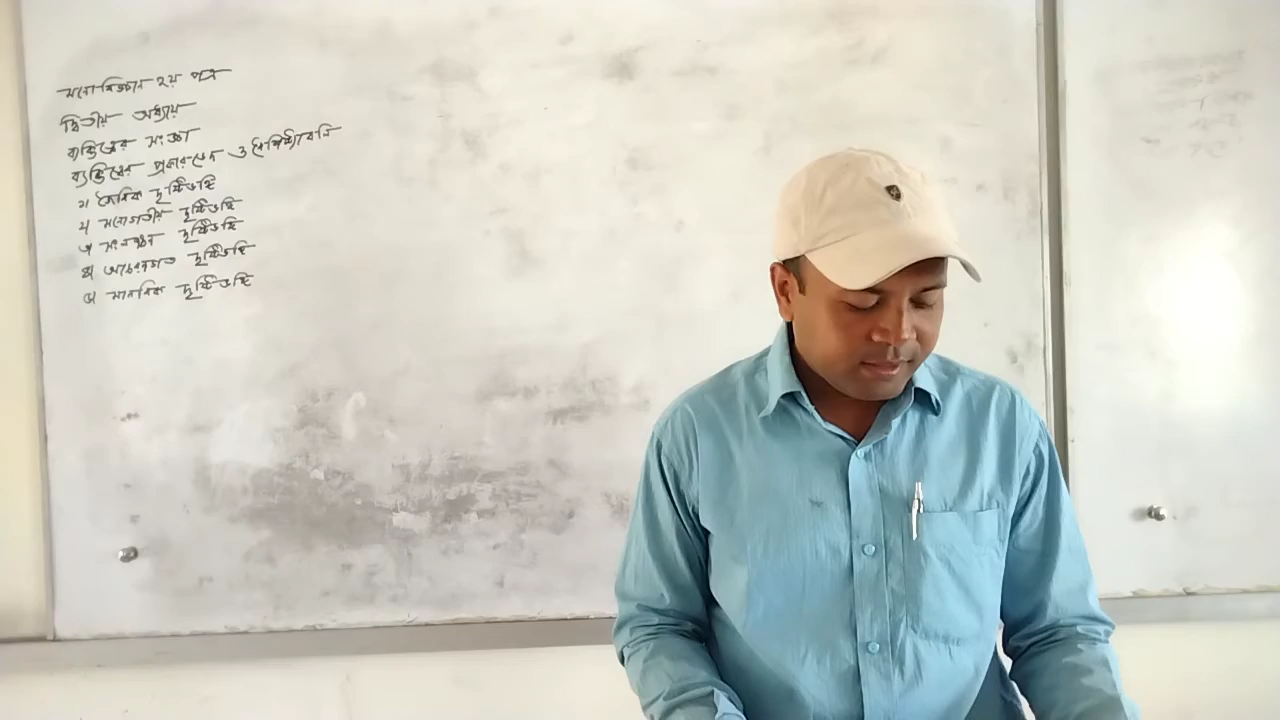 মনোবিজ্ঞান ২য় পত্র
দ্বিতীয় অধ্যায়
ব্যক্তিত্বের সংজ্ঞা
ব্যক্তিত্বের প্রকারভেদ ও বৈশিষ্ট্যাবলি
১। জৈবিক দৃষ্টিভঙ্গি
২। মনোগতীয় দৃষ্টিভঙ্গি
৩। সংলক্ষণ দৃষ্টিভঙ্গি
৪। আচরণগত দৃষ্টিভঙ্গি
৫। মানবিক দৃষ্টিভঙ্গি